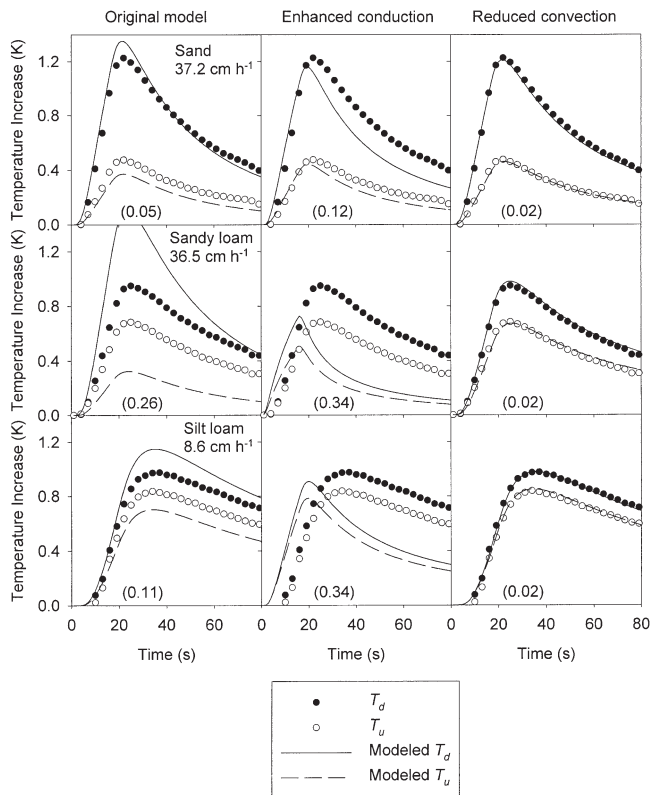 Original model Enhanced conduction Reduced convection
Temperature Increase (K)
1.2
0.8
0.4
0.0
Sand
37.2 cm h-1
(0.05)
(0.12)
(0.02)
Temperature Increase (K)
1.2
0.8
0.4
0.0
Sandy loam
36.5 cm h-1
(0.26)
(0.34)
(0.02)
Temperature Increase (K)
1.2
0.8
0.4
0.0
Silt loam
8.6 cm h-1
(0.11)
(0.34)
(0.02)
0 20 40 60 0 20 40 60 0 20 40 60 80
Time (s) Time (s) Time (s)
Td
Tu
Modeled Td
Modeled Tu